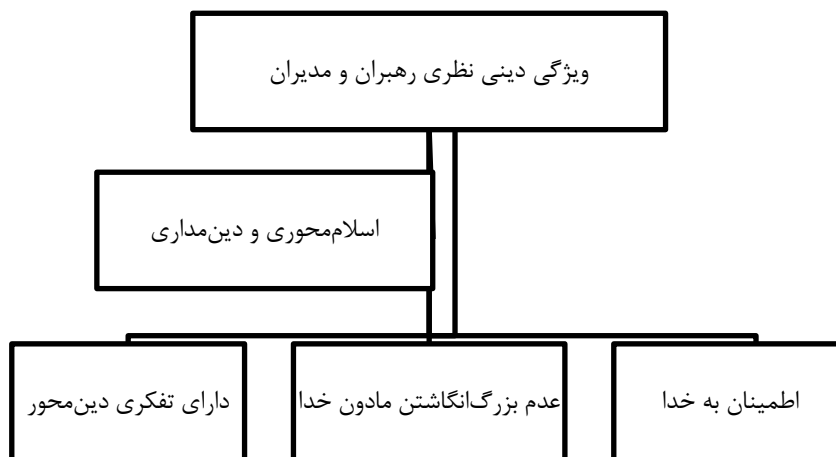 ویژگی دینی نظری رهبران و مدیران
اسلام‌محوری و دین‌مداری
اطمینان به خدا
عدم بزرگ‌انگاشتن مادون خدا
دارای تفکری دین‌محور